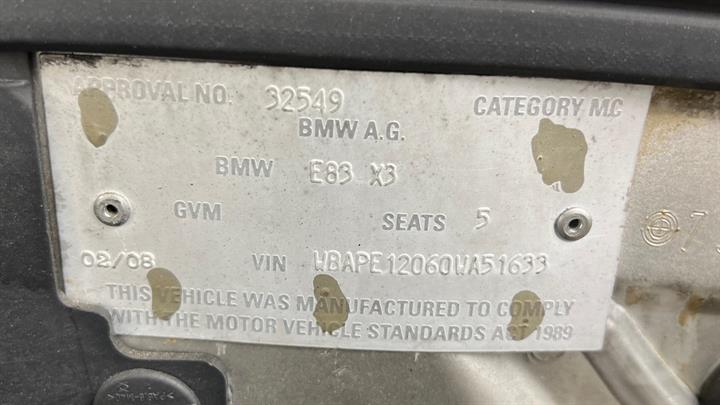 APPROVAL NO. 32549 CATEGORY MC
BMW A.G.
BMW E83 X3
GVM SEATS 5
02/08 VIN WBAPE12060WA51633
THIS VEHICLE WAS MANUFACTURED TO COMPLY
WITH THE MOTOR VEHICLE STANDARDS ACT 1989